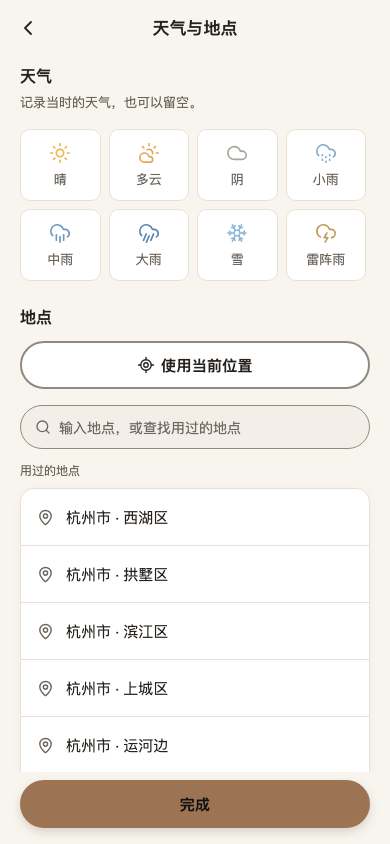 天气与地点
天气
记录当时的天气，也可以留空。
晴
多云
阴
小雨
中雨
大雨
雪
雷阵雨
地点
使用当前位置
输入地点，或查找用过的地点
用过的地点
杭州市 · 西湖区
杭州市 · 拱墅区
杭州市 · 滨江区
杭州市 · 上城区
杭州市 · 运河边
完成